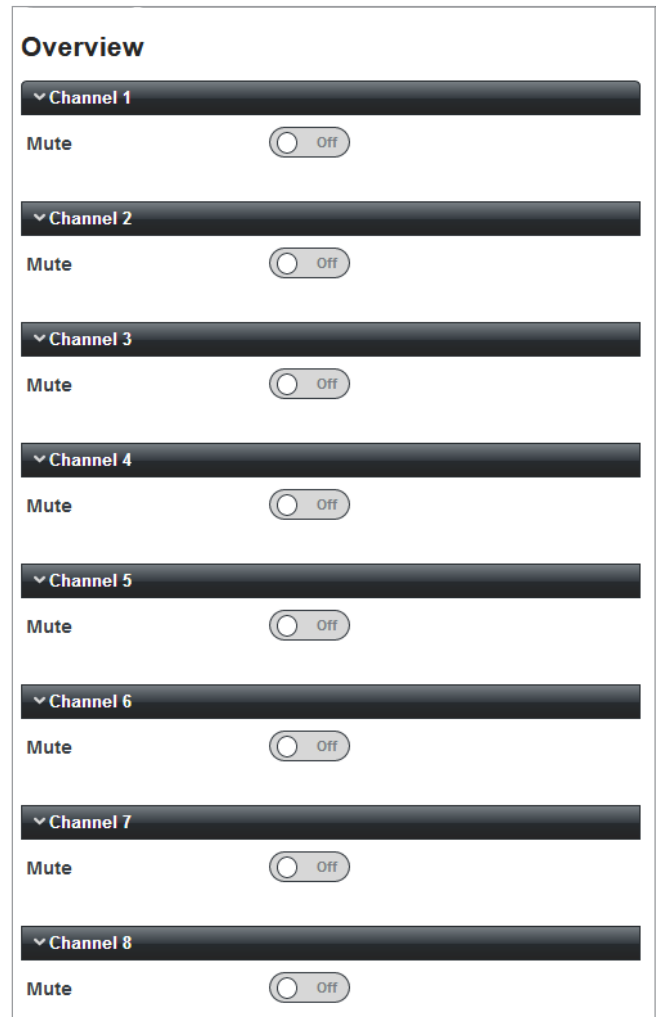 Overview
Channel 1
Mute Off
Channel 2
Mute Off
Channel 3
Mute Off
Channel 4
Mute Off
Channel 5
Mute Off
Channel 6
Mute Off
Channel 7
Mute Off
Channel 8
Mute Off